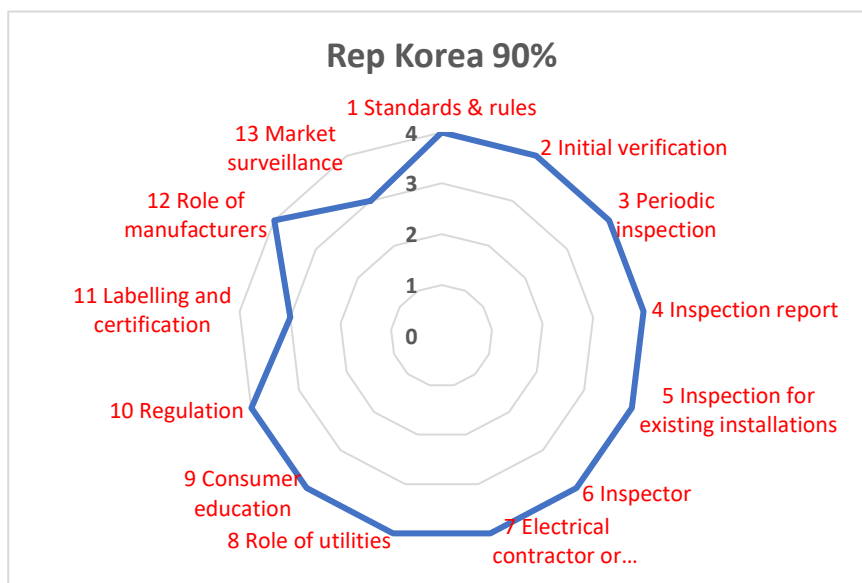 Rep Korea 90%
1 Standards & rules
2 Initial verification
3 Periodic
inspection
4 Inspection report
5 Inspection for
existing installations
6 Inspector
7 Electrical
contractor or...
8 Role of utilities
9 Consumer
education
10 Regulation
11 Labelling and
certification
12 Role of
manufacturers
13 Market
surveillance
4
3
2
1
0